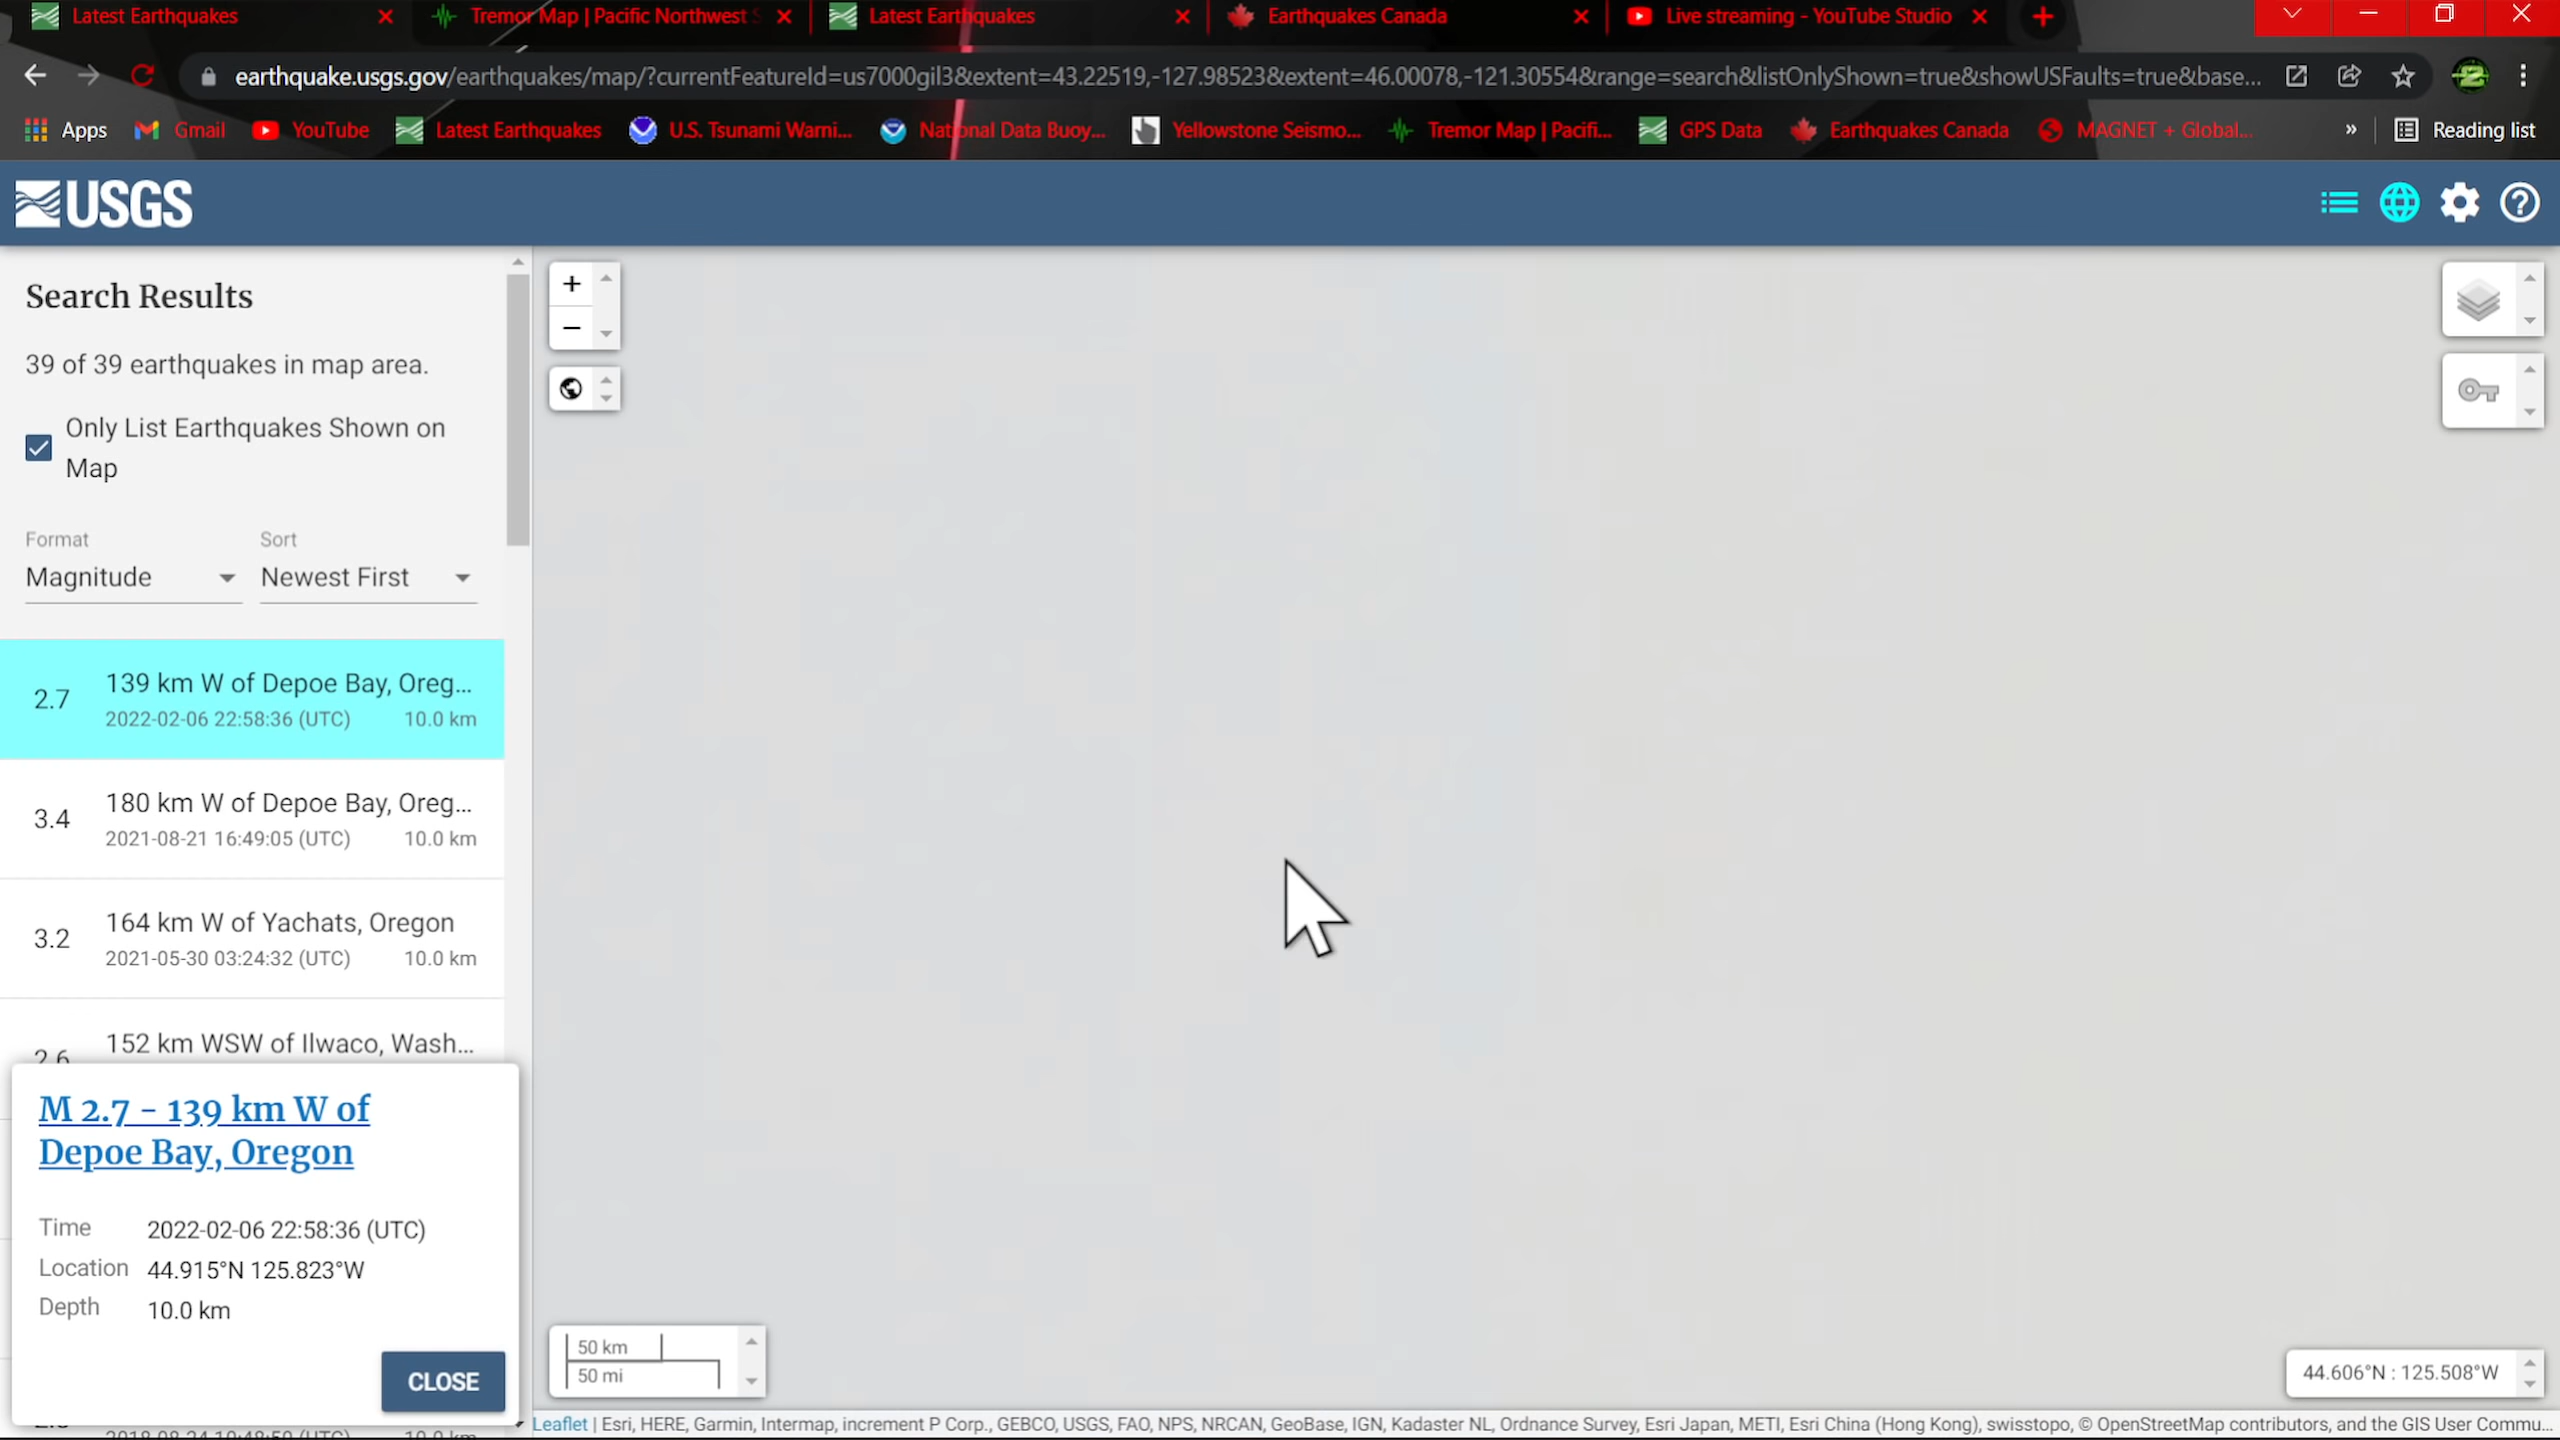 Latest Earthquakes
Tremor Map | Pacific Northwest S
Latest Earthquakes
Earthquakes Canada
Live streaming - YouTube Studio
earthquake.usgs.gov/earthquakes/map/?currentFeatureId=us7000gil3&extent=43.22519,-127.98523&extent=46.00078,-121.30554&range=search&listOnlyShown=true&showUSFaults=true&base...
Apps
Gmail
YouTube
Latest Earthquakes
U.S. Tsunami Warni...
National Data Buoy...
Yellowstone Seismo...
Tremor Map | Pacifi...
GPS Data
Earthquakes Canada
MAGNET + Global...
»
Reading list
USGS
Search Results
39 of 39 earthquakes in map area.
Only List Earthquakes Shown on
Map
Format
Sort
Magnitude
Newest First
2.7
139 km W of Depoe Bay, Oreg...
2022-02-06 22:58:36 (UTC) 10.0 km
3.4
180 km W of Depoe Bay, Oreg...
2021-08-21 16:49:05 (UTC) 10.0 km
3.2
164 km W of Yachats, Oregon
2021-05-30 03:24:32 (UTC) 10.0 km
2.6
152 km WSW of Ilwaco, Wash...
M 2.7 - 139 km W of
Depoe Bay, Oregon
Time 2022-02-06 22:58:36 (UTC)
Location 44.915°N 125.823°W
Depth 10.0 km
CLOSE
10.0 km
50 km
50 mi
44.606°N : 125.508°W
Leaflet | Esri, HERE, Garmin, Intermap, increment P Corp., GEBCO, USGS, FAO, NPS, NRCAN, GeoBase, IGN, Kadaster NL, Ordnance Survey, Esri Japan, METI, Esri China (Hong Kong), swisstopo, © OpenStreetMap contributors, and the GIS User Commu...